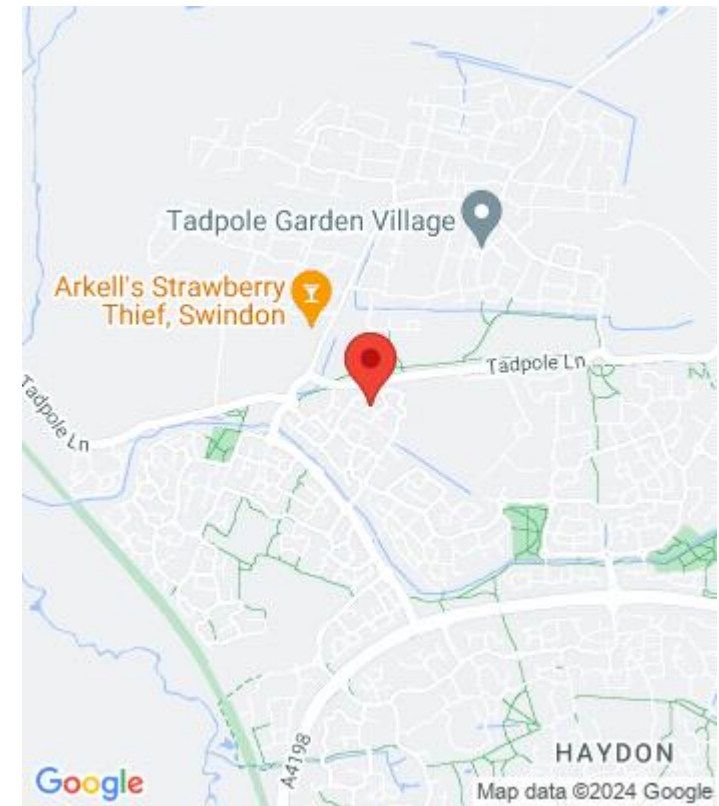 Tadpole Garden Village
Arkell's Strawberry
Thief, Swindon
Tadpole Ln
Tadpole Ln
A4198
HAYDON
Google
Map data ©2024 Google